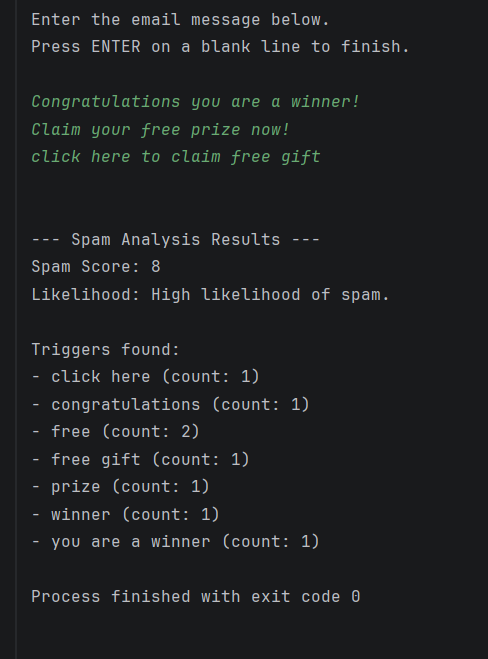 Enter the email message below.
Press ENTER on a blank line to finish.
Congratulations you are a winner!
Claim your free prize now!
click here to claim free gift
--- Spam Analysis Results ---
Spam Score: 8
Likelihood: High likelihood of spam.
Triggers found:
- click here (count: 1)
- congratulations (count: 1)
- free (count: 2)
- free gift (count: 1)
- prize (count: 1)
- winner (count: 1)
- you are a winner (count: 1)
Process finished with exit code 0